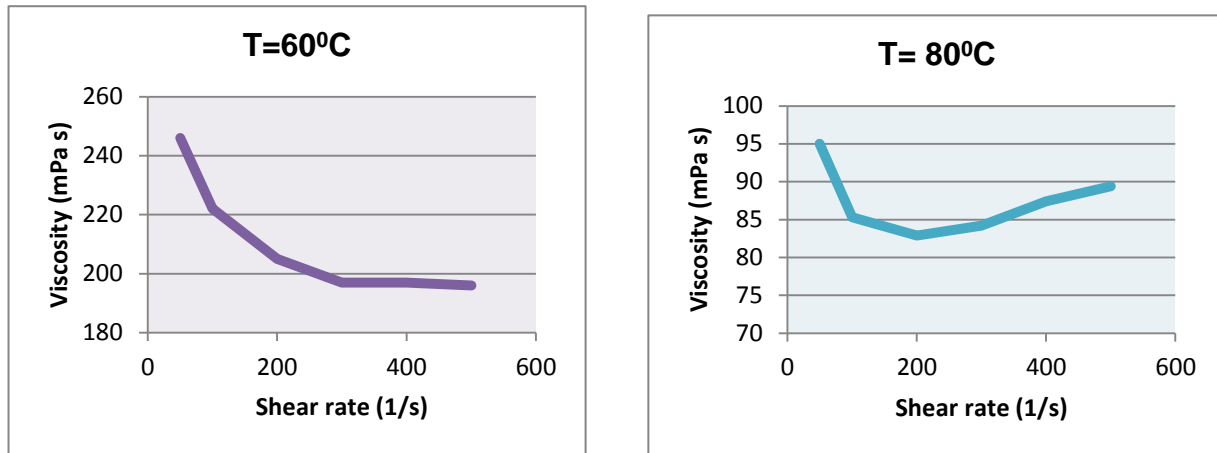 T=60⁰C
260
240
220
200
180
0 200 400 600
Viscosity (mPa s)
Shear rate (1/s)
T= 80⁰C
100
95
90
85
80
75
70
0 200 400 600
Viscosity (mPa s)
Shear rate (1/s)